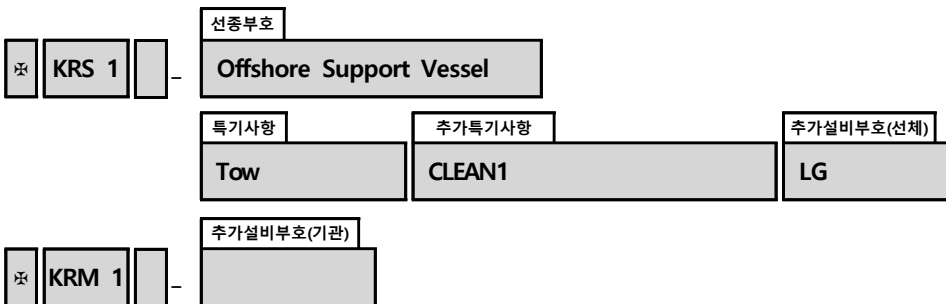 선종부호
✠ KRS 1 – Offshore Support Vessel
특기사항 추가특기사항 추가설비부호(선체)
Tow CLEAN1 LG
추가설비부호(기관)
✠ KRM 1 –